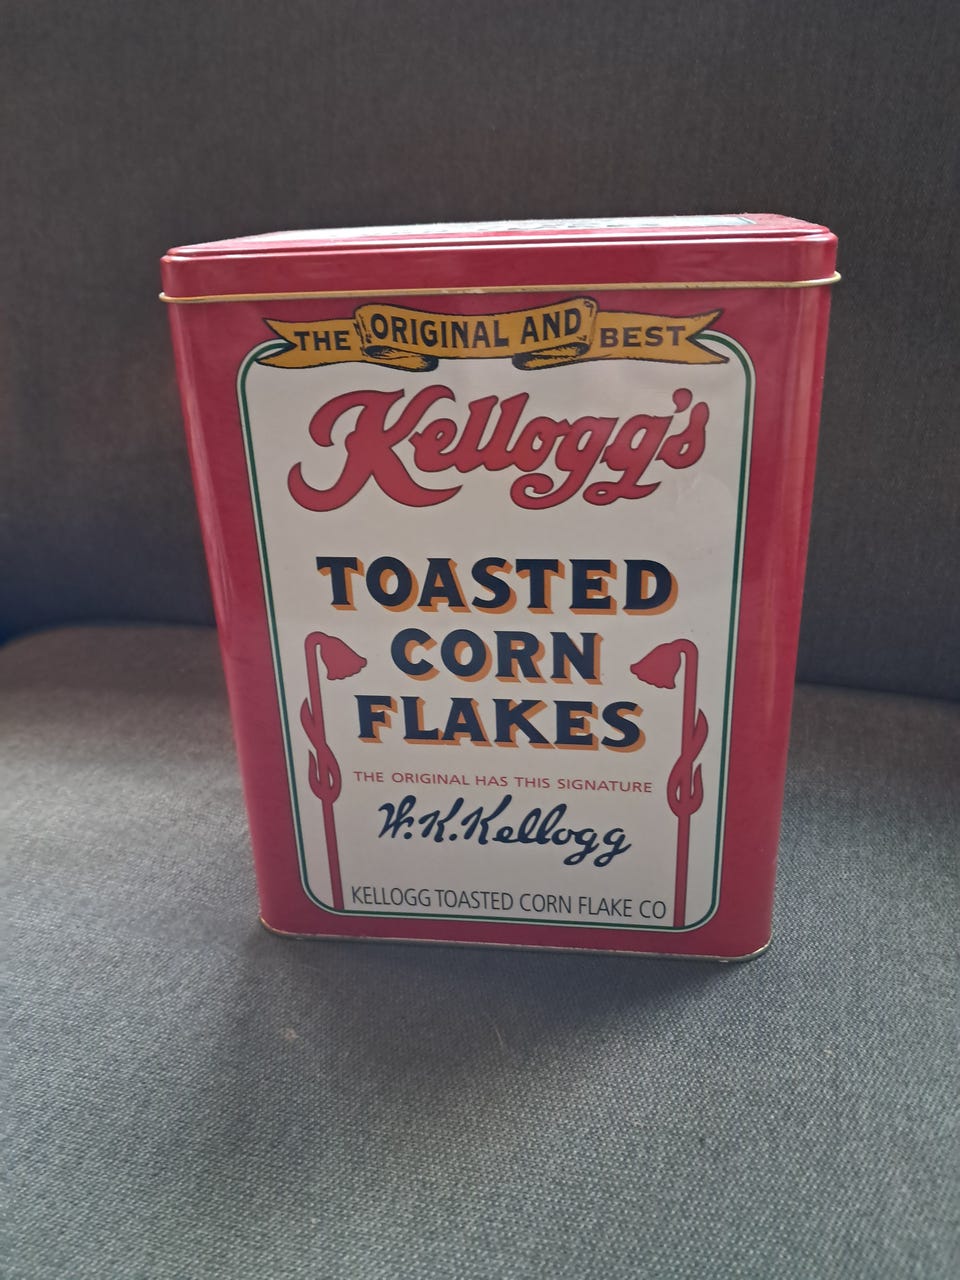 THE ORIGINAL AND BEST
Kellogg's
TOASTED
CORN
FLAKES
THE ORIGINAL HAS THIS SIGNATURE
W.K.Kellogg
KELLOGG TOASTED CORN FLAKE CO